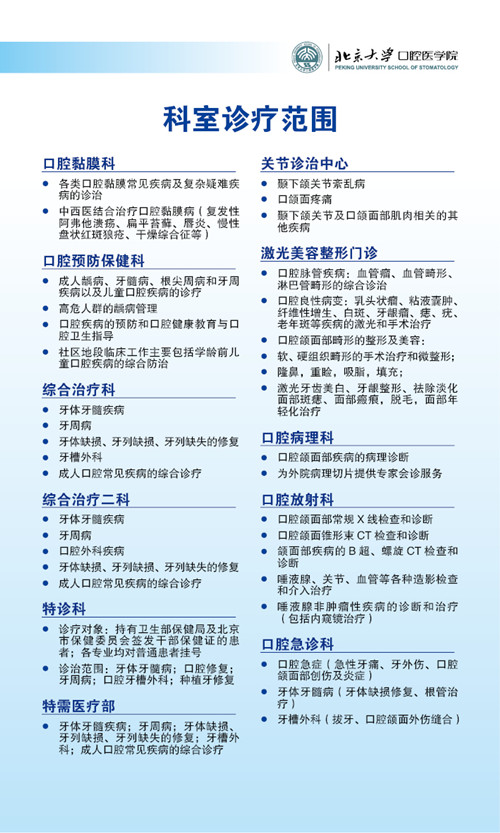 北京大学口腔医学院
PEKING UNIVERSITY SCHOOL OF STOMATOLOGY
科室诊疗范围
口腔黏膜科
● 各类口腔黏膜常见疾病及复杂疑难疾
病的诊治
● 中西医结合治疗口腔黏膜病（复发性
阿弗他溃疡、扁平苔藓、唇炎、慢性
盘状红斑狼疮、干燥综合征等）
口腔预防保健科
● 成人龋病、牙髓病、根尖周病和牙周
疾病以及儿童口腔疾病的诊疗
● 高危人群的龋病管理
● 口腔疾病的预防和口腔健康教育与口
腔卫生指导
● 社区地段临床工作主要包括学龄前儿
童口腔疾病的综合防治
综合治疗科
● 牙体牙髓疾病
● 牙周病
● 牙体缺损、牙列缺损、牙列缺失的修复
● 牙槽外科
● 成人口腔常见疾病的综合诊疗
综合治疗二科
● 牙体牙髓疾病
● 牙周病
● 口腔外科疾病
● 牙体缺损、牙列缺损、牙列缺失的修复
● 成人口腔常见疾病的综合诊疗
特诊科
● 诊疗对象：持有卫生部保健局及北京
市保健委员会签发干部保健证的患
者；各专业均对普通患者挂号
● 诊治范围：牙体牙髓病；口腔修复；
牙周病；口腔牙槽外科；种植牙修复
特需医疗部
● 牙体牙髓疾病；牙周病；牙体缺损、
牙列缺损、牙列缺失的修复；牙槽外
科；成人口腔常见疾病的综合诊疗
关节诊治中心
● 颞下颌关节紊乱病
● 口颌面疼痛
● 颞下颌关节及口颌面部肌肉相关的其
他疾病
激光美容整形门诊
● 口腔脉管疾病：血管瘤、血管畸形、
淋巴管畸形的综合诊治
● 口腔良性病变：乳头状瘤、粘液囊肿、
纤维性增生、白斑、牙龈瘤、痣、疣、
老年斑等疾病的激光和手术治疗
● 口腔颌面部畸形的整形及美容：
● 软、硬组织畸形的手术治疗和微整形；
● 隆鼻，重睑，吸脂，填充；
● 激光牙齿美白、牙龈整形、祛除淡化
面部斑痣、面部瘢痕，脱毛，面部年
轻化治疗
口腔病理科
● 口腔颌面部疾病的病理诊断
● 为外院病理切片提供专家会诊服务
口腔放射科
● 口腔颌面部常规 X 线检查和诊断
● 口腔颌面锥形束 CT 检查和诊断
● 颌面部疾病的 B 超、螺旋 CT 检查和
诊断
● 唾液腺、关节、血管等各种造影检查
和介入治疗
● 唾液腺非肿瘤性疾病的诊断和治疗
（包括内窥镜治疗）
口腔急诊科
● 口腔急症（急性牙痛、牙外伤、口腔
颌面部创伤及炎症）
● 牙体牙髓病（牙体缺损修复、根管治
疗）
● 牙槽外科（拔牙、口腔颌面外伤缝合）